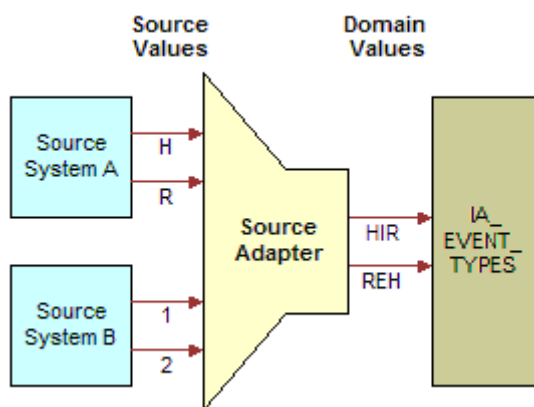 Source
Values
Domain
Values
Source
System A
H
R
Source
Adapter
HIR
REH
IA_
EVENT_
TYPES
Source
System B
1
2